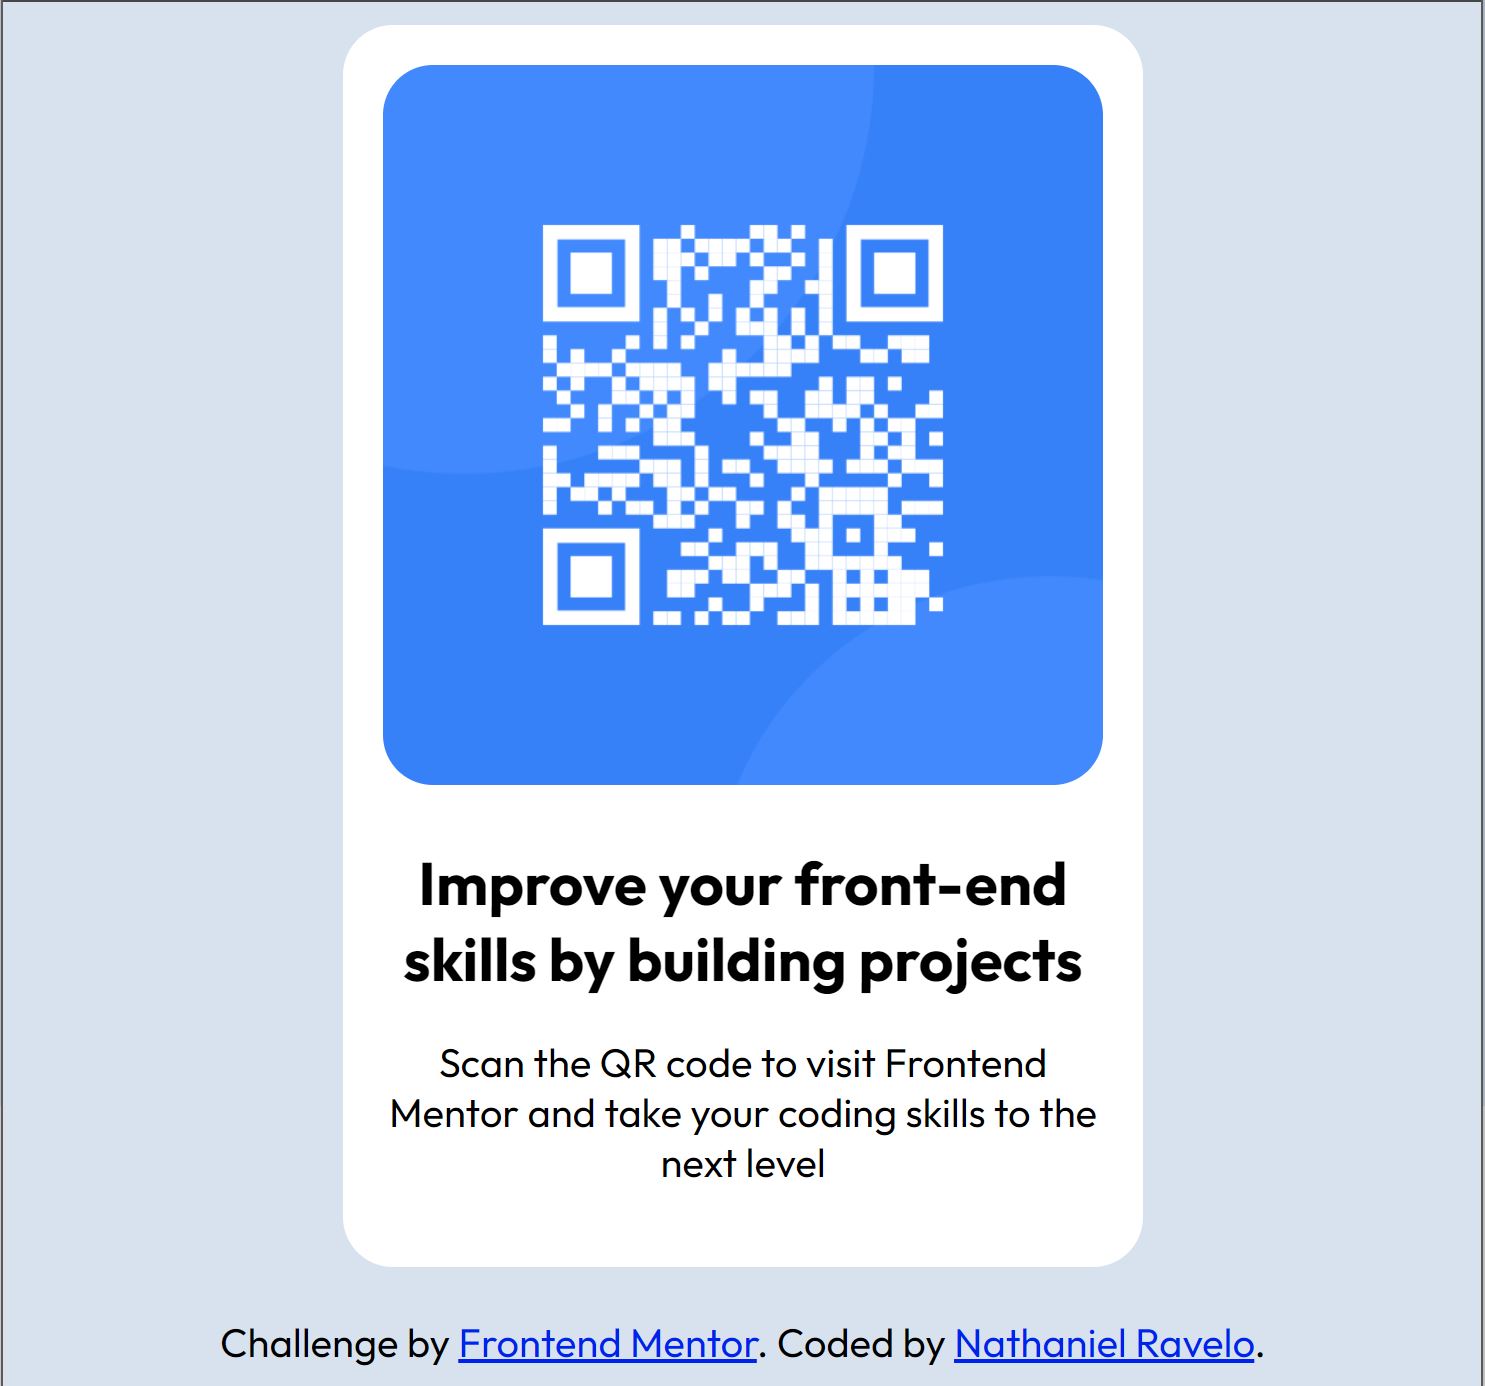 Improve your front-end
skills by building projects
Scan the QR code to visit Frontend
Mentor and take your coding skills to the
next level
Challenge by Frontend Mentor. Coded by Nathaniel Ravelo.